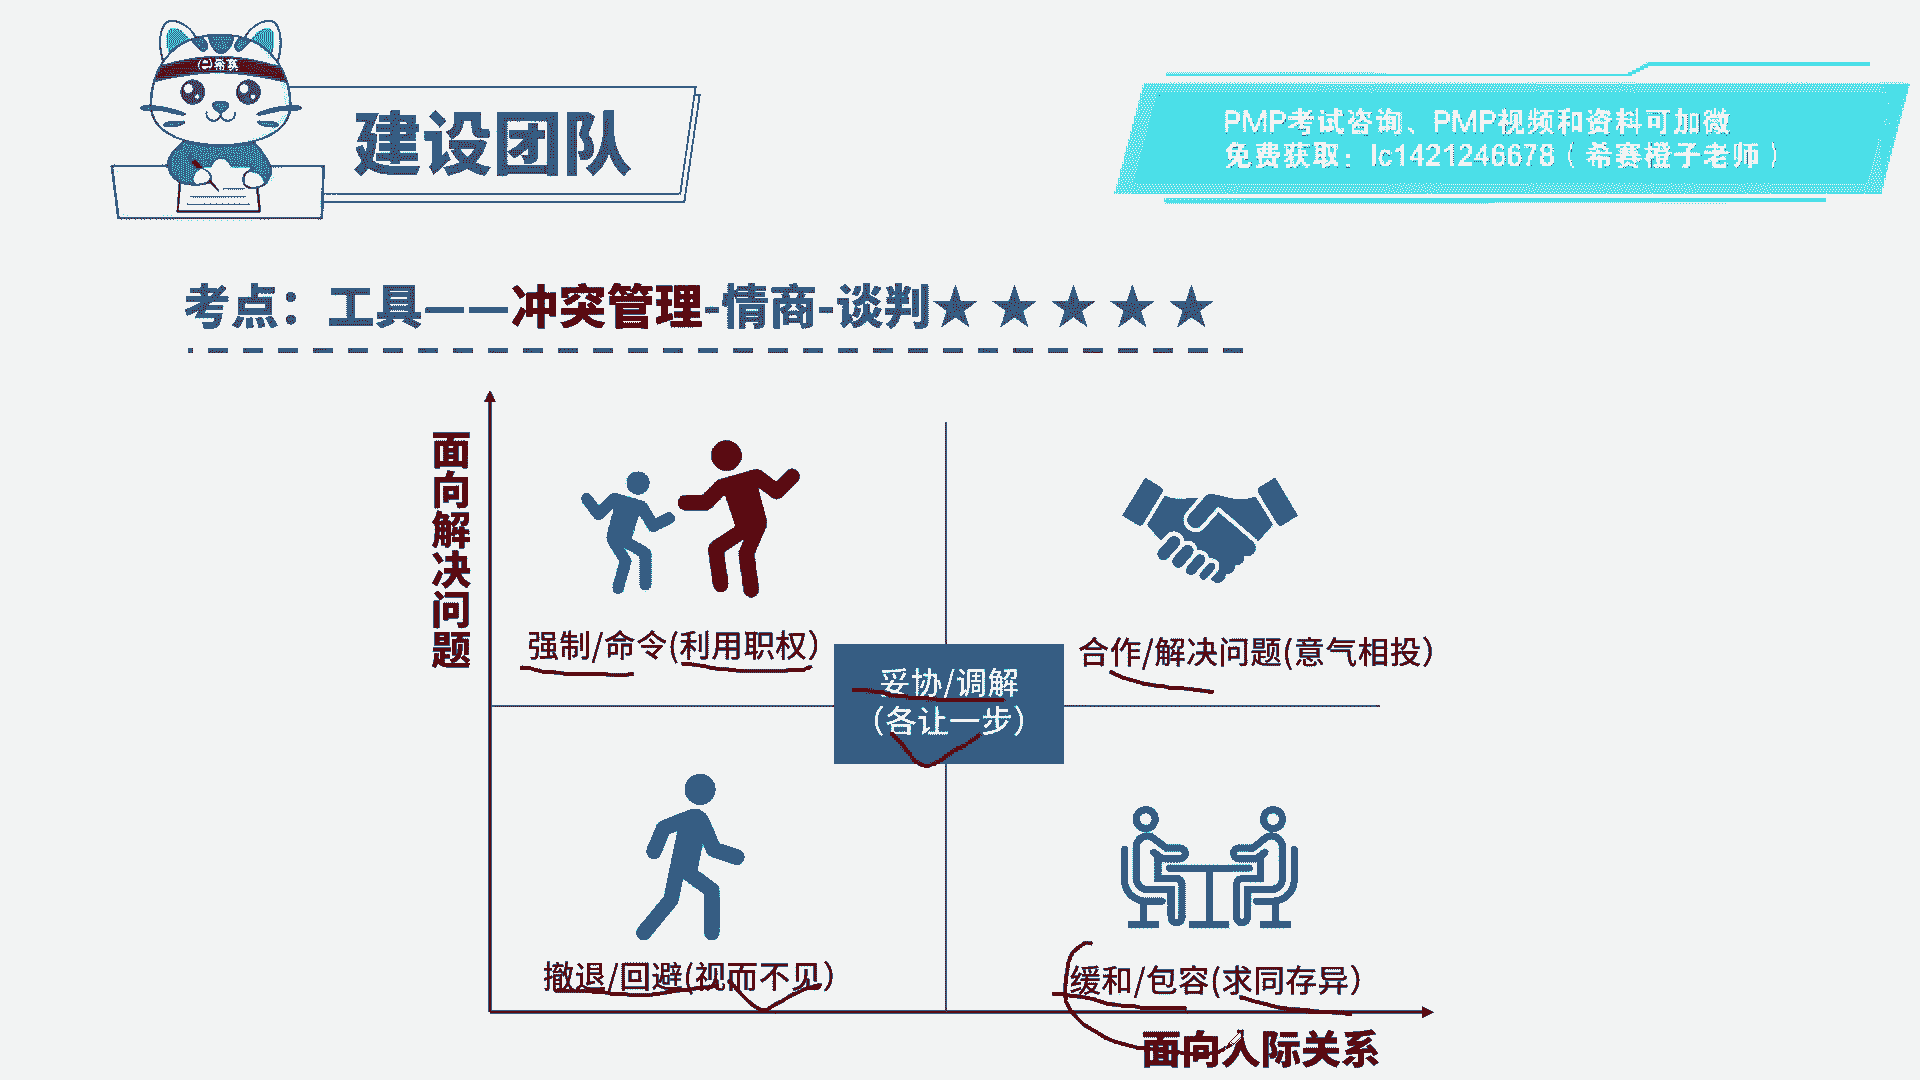 希赛
建设团队
PMP考试咨询、PMP视频和资料可加微
免费获取：lc1421246678（希赛橙子老师）
考点：工具——冲突管理-情商-谈判★★★★★
面向解决问题
强制/命令(利用职权)
合作/解决问题(意气相投)
妥协/调解
（各让一步）
撤退/回避(视而不见)
缓和/包容(求同存异)
面向人际关系